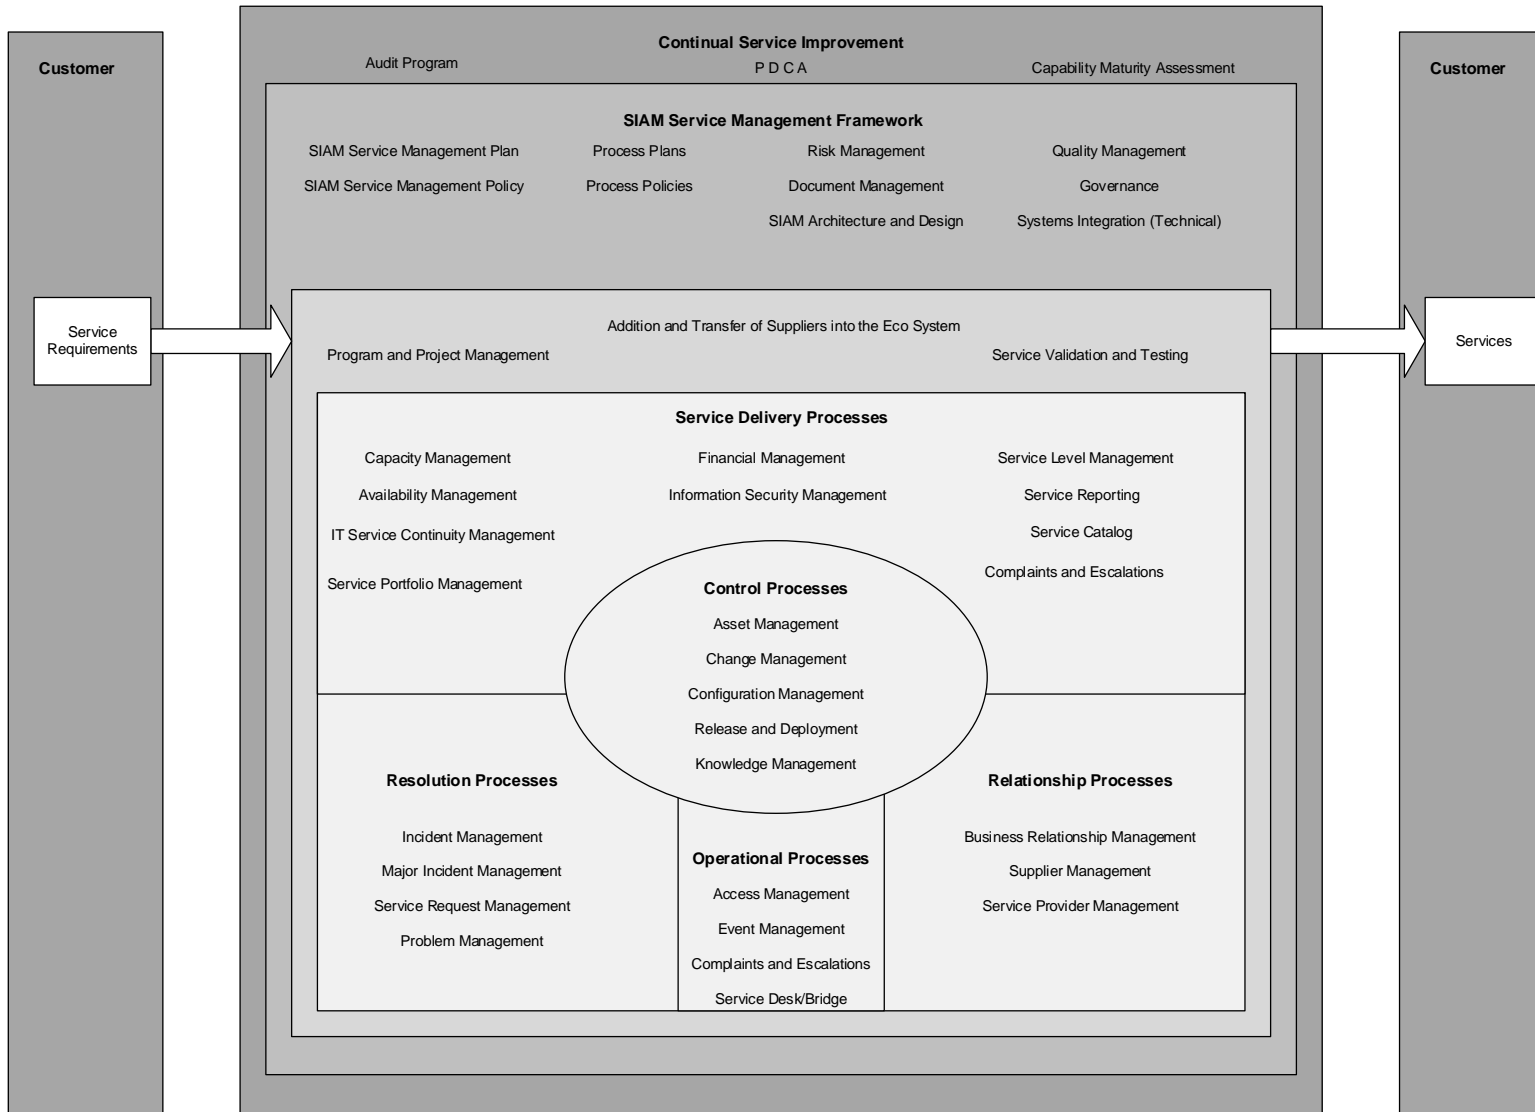 Customer
Continual Service Improvement
Audit Program
P D C A
Capability Maturity Assessment
Customer
SIAM Service Management Framework
SIAM Service Management Plan
Process Plans
Risk Management
Quality Management
SIAM Service Management Policy
Process Policies
Document Management
Governance
SIAM Architecture and Design
Systems Integration (Technical)
Service
Requirements
Services
Addition and Transfer of Suppliers into the Eco System
Program and Project Management
Service Validation and Testing
Service Delivery Processes
Capacity Management
Financial Management
Service Level Management
Availability Management
Information Security Management
Service Reporting
IT Service Continuity Management
Service Catalog
Service Portfolio Management
Complaints and Escalations
Control Processes
Asset Management
Change Management
Configuration Management
Release and Deployment
Knowledge Management
Resolution Processes
Incident Management
Major Incident Management
Service Request Management
Problem Management
Operational Processes
Access Management
Event Management
Complaints and Escalations
Service Desk/Bridge
Relationship Processes
Business Relationship Management
Supplier Management
Service Provider Management